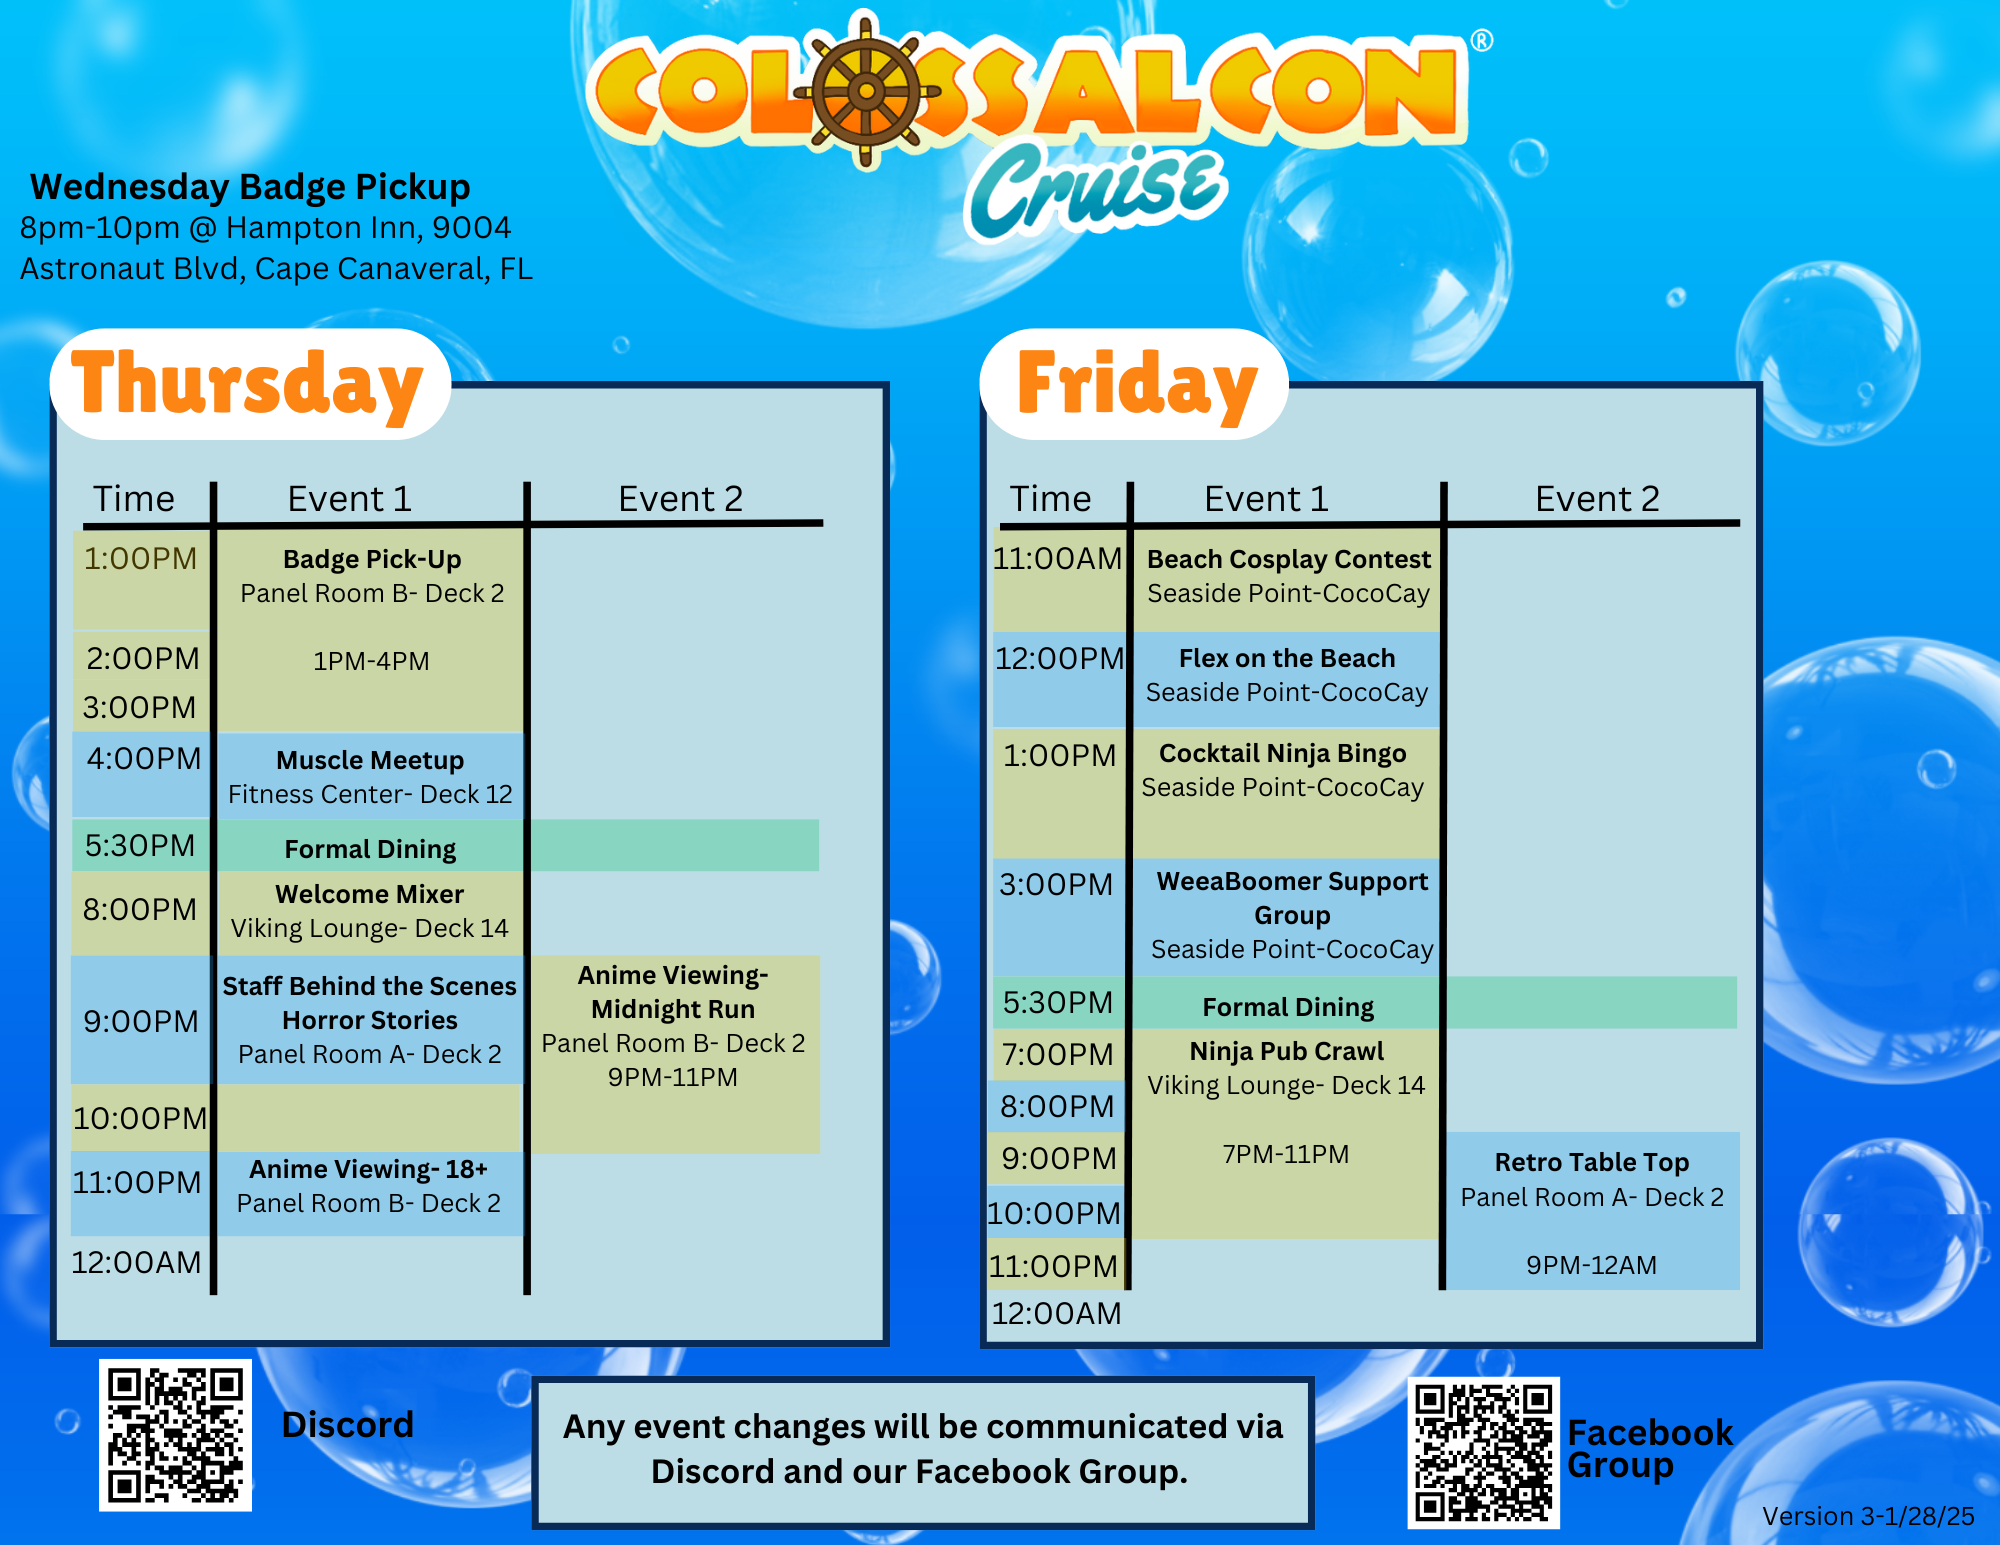 COLOSSALCON®
Cruise
Wednesday Badge Pickup
8pm-10pm @ Hampton Inn, 9004
Astronaut Blvd, Cape Canaveral, FL
Thursday
Time Event 1 Event 2
1:00PM Badge Pick-Up
Panel Room B- Deck 2
2:00PM 1PM-4PM
3:00PM
4:00PM Muscle Meetup
Fitness Center- Deck 12
5:30PM Formal Dining
8:00PM Welcome Mixer
Viking Lounge- Deck 14
9:00PM Staff Behind the Scenes
Horror Stories
Panel Room A- Deck 2
Anime Viewing-
Midnight Run
Panel Room B- Deck 2
9PM-11PM
10:00PM
11:00PM Anime Viewing- 18+
Panel Room B- Deck 2
12:00AM
Friday
Time Event 1 Event 2
11:00AM Beach Cosplay Contest
Seaside Point-CocoCay
12:00PM Flex on the Beach
Seaside Point-CocoCay
1:00PM Cocktail Ninja Bingo
Seaside Point-CocoCay
3:00PM WeeaBoomer Support
Group
Seaside Point-CocoCay
5:30PM Formal Dining
7:00PM Ninja Pub Crawl
Viking Lounge- Deck 14
8:00PM
9:00PM 7PM-11PM
Retro Table Top
Panel Room A- Deck 2
10:00PM
11:00PM 9PM-12AM
12:00AM
Discord
Any event changes will be communicated via
Discord and our Facebook Group.
Facebook
Group
Version 3-1/28/25